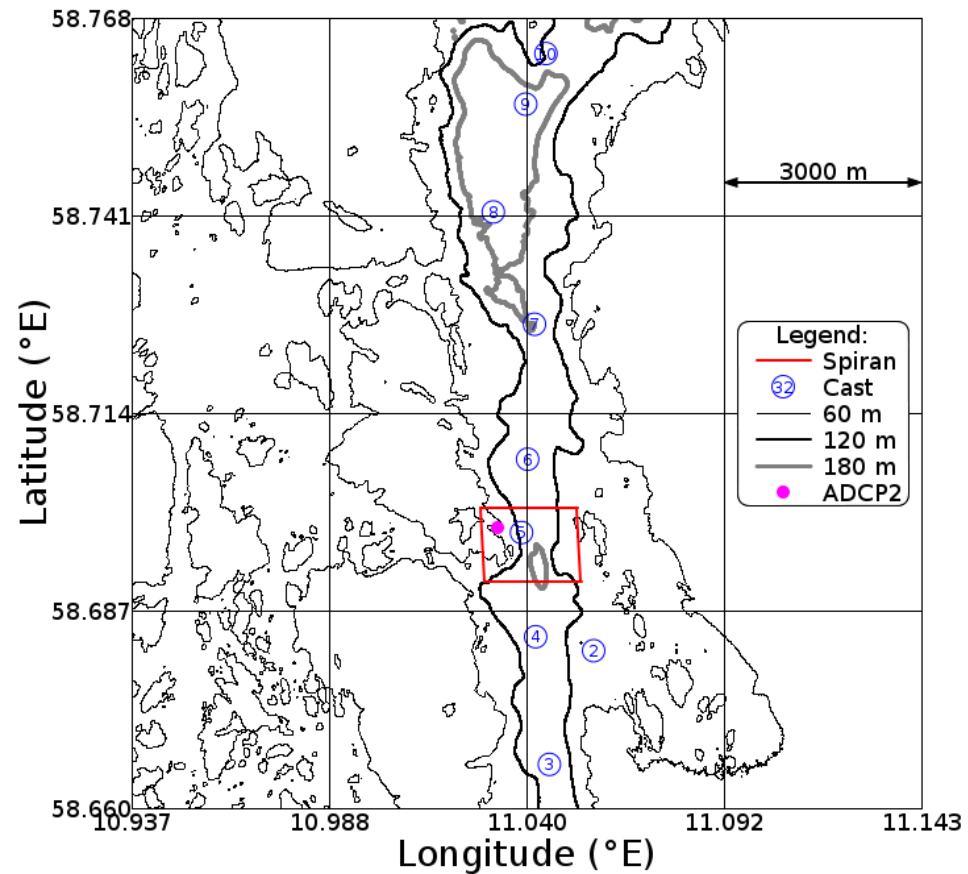 58.768
10
9
3000 m
58.741
8
7
Legend:
Spiran
32 Cast
60 m
120 m
180 m
ADCP2
58.714
6
5
58.687
4
2
3
58.660
10.937 10.988 11.040 11.092 11.143
Longitude (°E)
Latitude (°E)